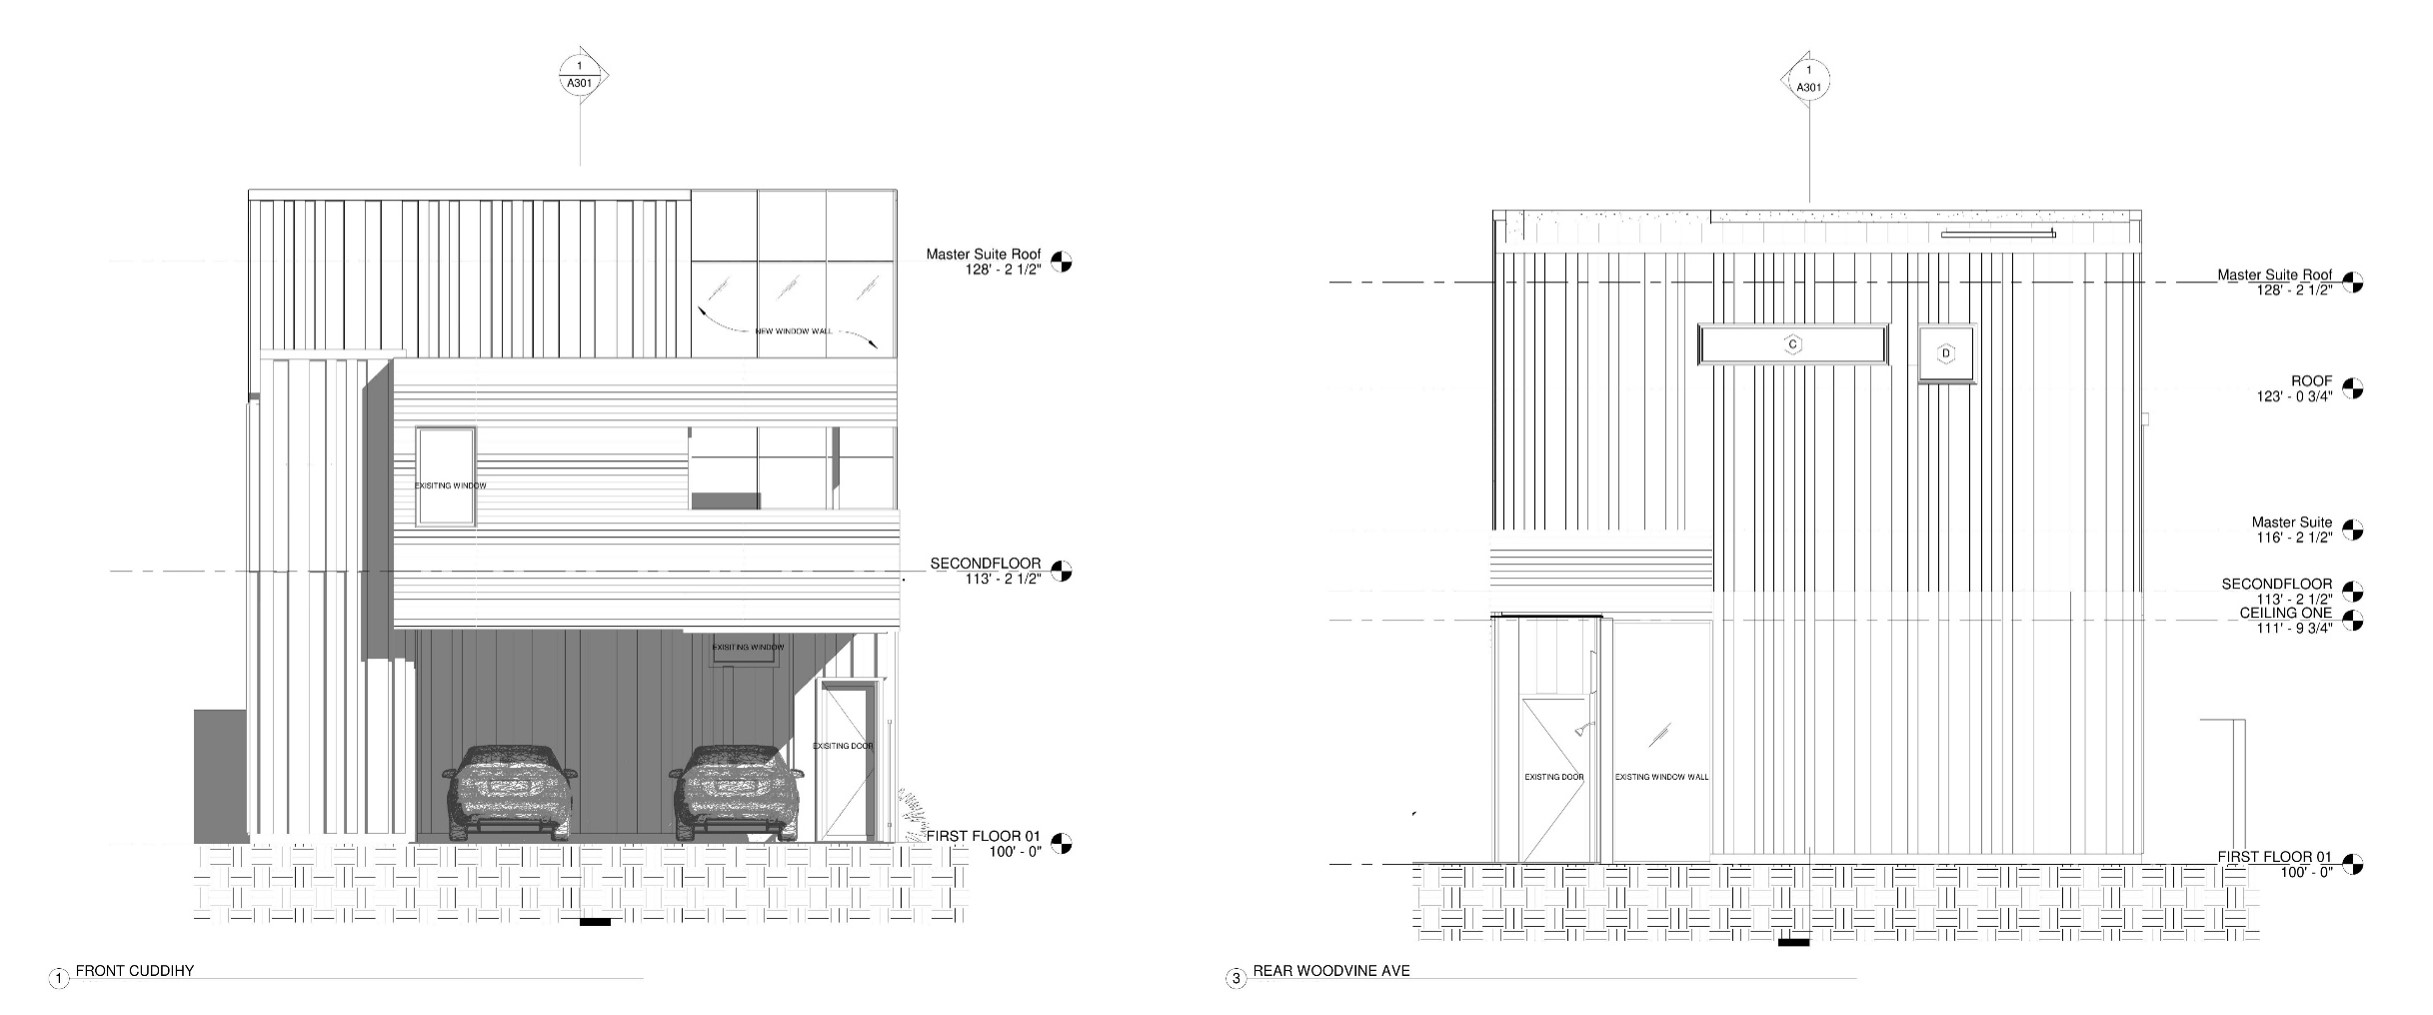 1
A301
Master Suite Roof
128' - 2 1/2"
NEW WINDOW WALL
EXISITING WINDOW
SECONDFLOOR
113' - 2 1/2"
EXISITING WINDOW
EXISITING DOOR
FIRST FLOOR 01
100' - 0"
1 FRONT CUDDIHY
1
A301
Master Suite Roof
128' - 2 1/2"
C
D
ROOF
123' - 0 3/4"
Master Suite
116' - 2 1/2"
SECONDFLOOR
113' - 2 1/2"
CEILING ONE
111' - 9 3/4"
EXISTING DOOR
EXISTING WINDOW WALL
FIRST FLOOR 01
100' - 0"
3 REAR WOODVINE AVE